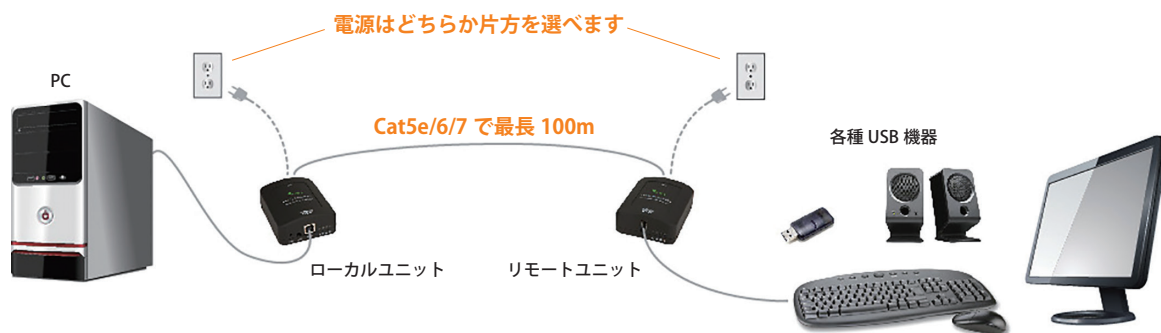 電源はどちらか片方を選べます
PC
Cat5e/6/7 で最長 100m
各種 USB 機器
ローカルユニット
リモートユニット